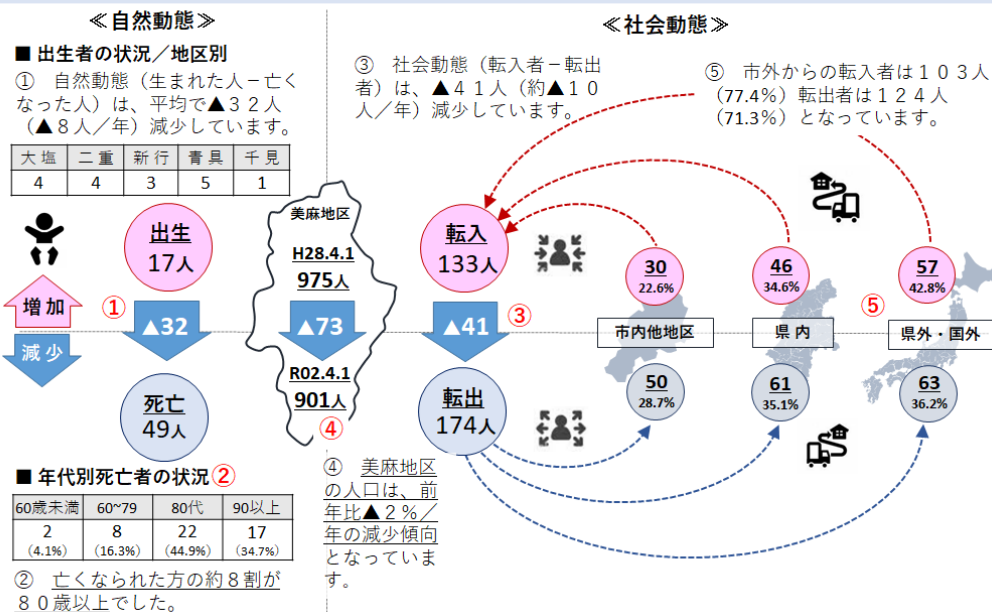 ≪自然動態≫
■ 出生者の状況／地区別
① 自然動態（生まれた人－亡く
なった人）は、平均で▲３２人
（▲８人／年）減少しています。
大塩 二重 新行 青具 千見
4 4 3 5 1
出生
17人
増加
①
▲32
減少
死亡
49人
美麻地区
H28.4.1
975人
▲73
R02.4.1
901人
④
■ 年代別死亡者の状況②
60歳未満 60~79 80代 90以上
2 8 22 17
(4.1%) (16.3%) (44.9%) (34.7%)
② 亡くなられた方の約８割が
８０歳以上でした。
≪社会動態≫
③ 社会動態（転入者－転出
者）は、▲４１人（約▲１０
人／年）減少しています。
⑤ 市外からの転入者は１０３人
（77.4%）転出者は１２４人
（71.3%）となっています。
転入
133人
▲41
③
転出
174人
30
22.6%
市内他地区
50
28.7%
46
34.6%
県内
61
35.1%
⑤
57
42.8%
県外・国外
63
36.2%
④ 美麻地区
の人口は、前
年比▲２％／
年の減少傾向
となっていま
す。